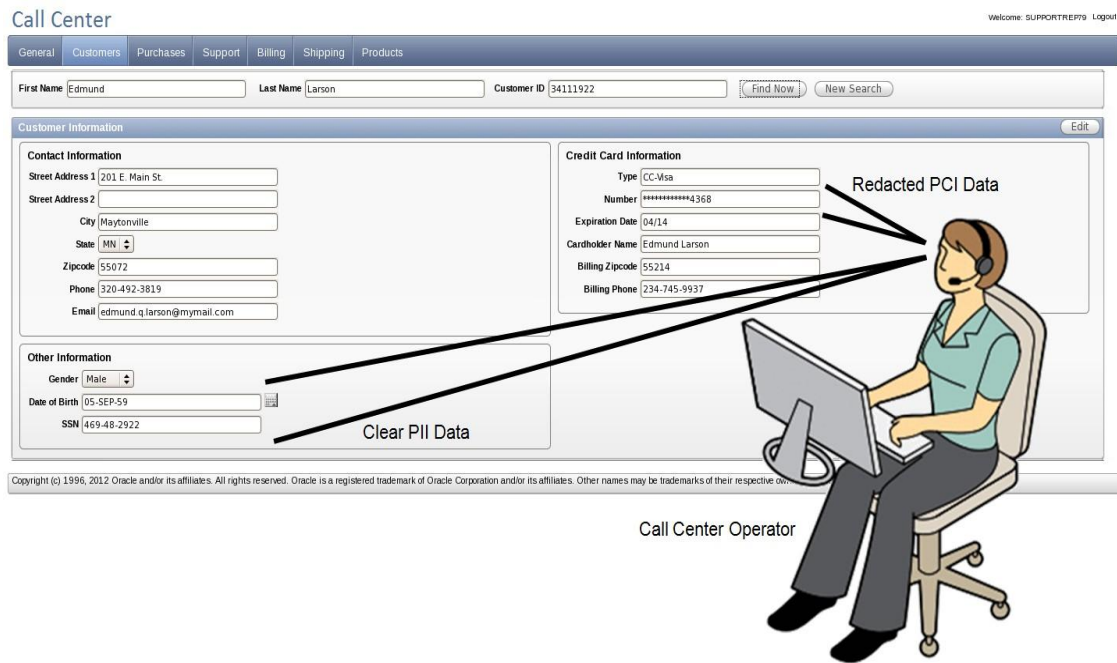 Call Center
Welcome: SUPPORTREP79 Logout
General Customers Purchases Support Billing Shipping Products
First Name Edmund Last Name Larson Customer ID 34111922 Find Now New Search
Customer Information Edit
Contact Information
Street Address 1 201 E. Main St.
Street Address 2
City Maytonville
State MN
Zipcode 55072
Phone 320-492-3819
Email edmund.q.larson@mymail.com
Credit Card Information
Type CC-Visa
Number ************4368
Expiration Date 04/14
Cardholder Name Edmund Larson
Billing Zipcode 55214
Billing Phone 234-745-9937
Redacted PCI Data
Other Information
Gender Male
Date of Birth 05-SEP-59
SSN 469-48-2922
Clear PII Data
Copyright (c) 1996, 2012 Oracle and/or its affiliates. All rights reserved. Oracle is a registered trademark of Oracle Corporation and/or its affiliates. Other names may be trademarks of their respective
Call Center Operator